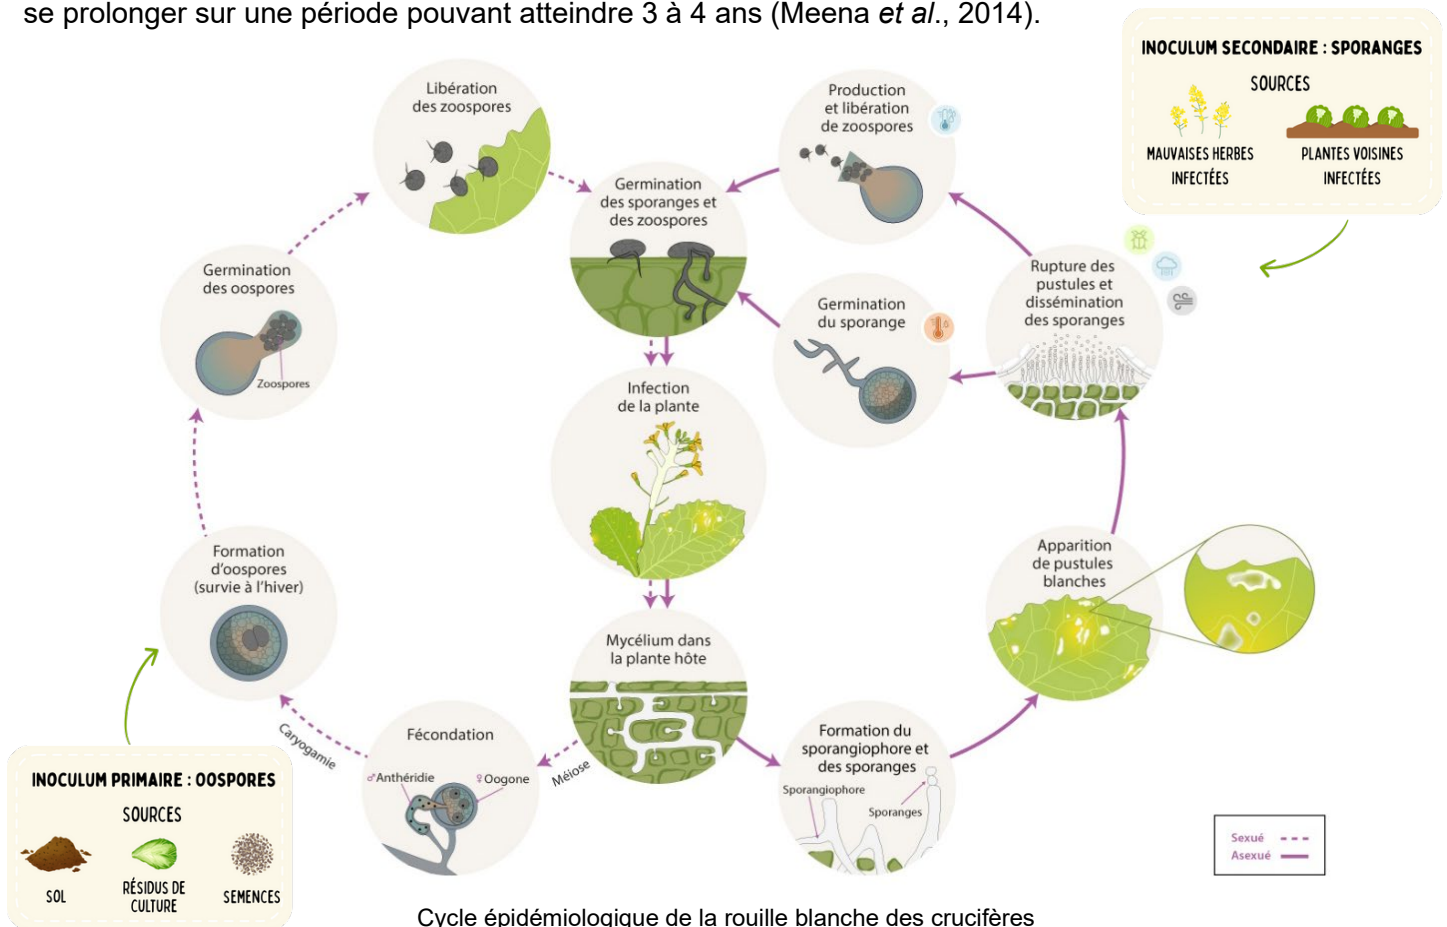 se prolonger sur une période pouvant atteindre 3 à 4 ans (Meena et al., 2014).
INOCULUM SECONDAIRE : SPORANGES
SOURCES
MAUVAISES HERBES
INFECTÉES
PLANTES VOISINES
INFECTÉES
Libération
des zoospores
Production
et libération
de zoospores
Germination
des sporanges et
des zoospores
Germination
des oospores
Zoospores
Germination
du sporange
Rupture des
pustules et
dissémination
des sporanges
Infection
de la plante
Formation
d'oospores
(survie à l'hiver)
Apparition
de pustules
blanches
Mycélium dans
la plante hôte
Caryogamie
Fécondation
♂Anthéridie
♀Oogone
Méiose
Formation du
sporangiophore et
des sporanges
Sporangiophore
Sporanges
INOCULUM PRIMAIRE : OOSPORES
SOURCES
SOL
RÉSIDUS DE
CULTURE
SEMENCES
Sexué
Asexué
Cycle épidémiologique de la rouille blanche des crucifères